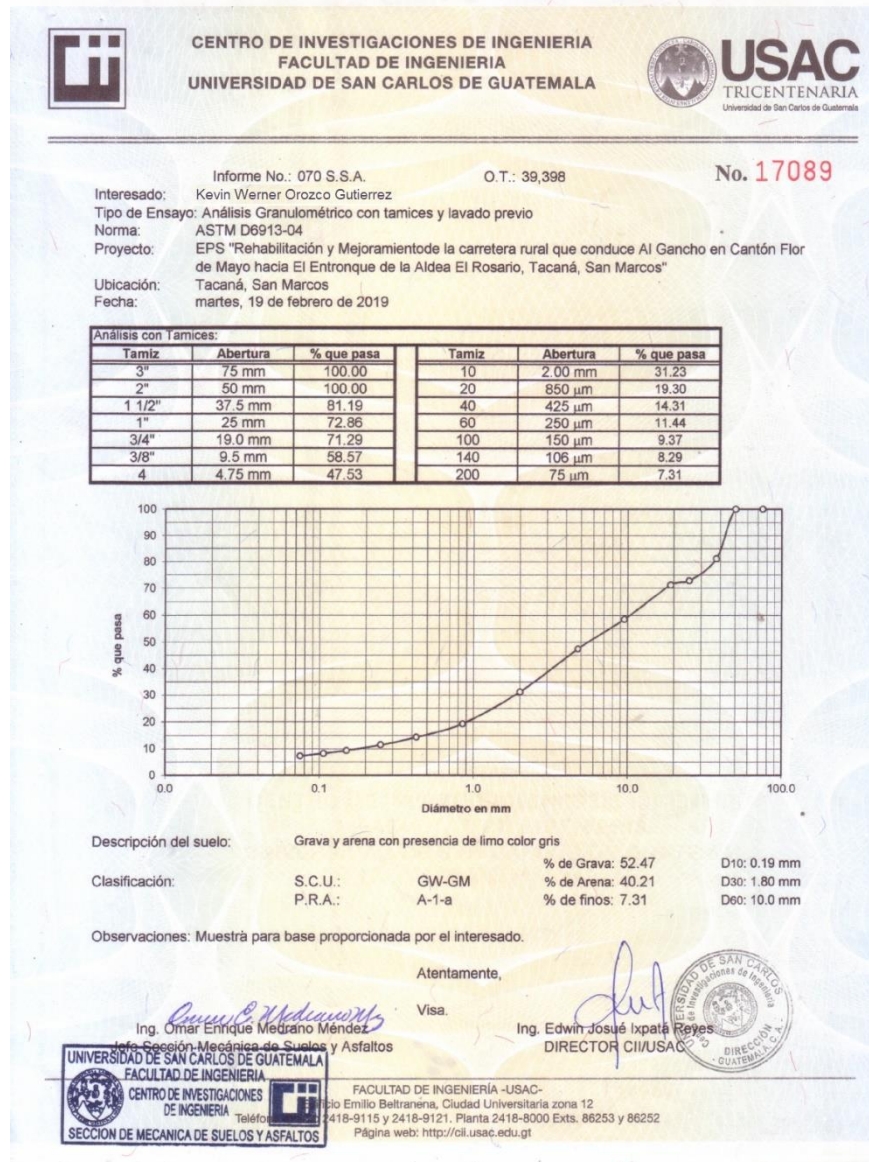 Cii
CENTRO DE INVESTIGACIONES DE INGENIERIA
FACULTAD DE INGENIERIA
UNIVERSIDAD DE SAN CARLOS DE GUATEMALA
USAC
TRICENTENARIA
Universidad de San Carlos de Guatemala
Informe No.: 070 S.S.A. O.T.: 39,398 No. 17089
Interesado: Kevin Werner Orozco Gutierrez
Tipo de Ensayo: Análisis Granulométrico con tamices y lavado previo
Norma: ASTM D6913-04
Proyecto: EPS "Rehabilitación y Mejoramientode la carretera rural que conduce Al Gancho en Cantón Flor
de Mayo hacia El Entronque de la Aldea El Rosario, Tacaná, San Marcos"
Ubicación: Tacaná, San Marcos
Fecha: martes, 19 de febrero de 2019
Análisis con Tamices:
Tamiz Abertura % que pasa Tamiz Abertura % que pasa
3" 75 mm 100.00 10 2.00 mm 31.23
2" 50 mm 100.00 20 850 µm 19.30
1 1/2" 37.5 mm 81.19 40 425 µm 14.31
1" 25 mm 72.86 60 250 µm 11.44
3/4" 19.0 mm 71.29 100 150 µm 9.37
3/8" 9.5 mm 58.57 140 106 µm 8.29
4 4.75 mm 47.53 200 75 µm 7.31
% que pasa
100
90
80
70
60
50
40
30
20
10
0
0.0 0.1 1.0 10.0 100.0
Diámetro en mm
Descripción del suelo: Grava y arena con presencia de limo color gris
% de Grava: 52.47 D10: 0.19 mm
Clasificación: S.C.U.: GW-GM % de Arena: 40.21 D30: 1.80 mm
P.R.A.: A-1-a % de finos: 7.31 D60: 10.0 mm
Observaciones: Muestra para base proporcionada por el interesado.
Atentamente,
Visa.
Ing. Omar Enrique Medrano Méndez Ing. Edwin Josué Ixpatá Reyes
Jefe Sección Mecánica de Suelos y Asfaltos DIRECTOR CII/USAC
UNIVERSIDAD DE SAN CARLOS DE GUATEMALA
FACULTAD DE INGENIERIA
CENTRO DE INVESTIGACIONES
DE INGENIERIA
SECCION DE MECANICA DE SUELOS Y ASFALTOS
DIRECCION
FACULTAD DE INGENIERÍA -USAC-
Emilio Beltranena, Ciudad Universitaria zona 12
2418-9115 y 2418-9121. Planta 2418-8000 Exts. 86253 y 86252
Página web: http://cii.usac.edu.gt